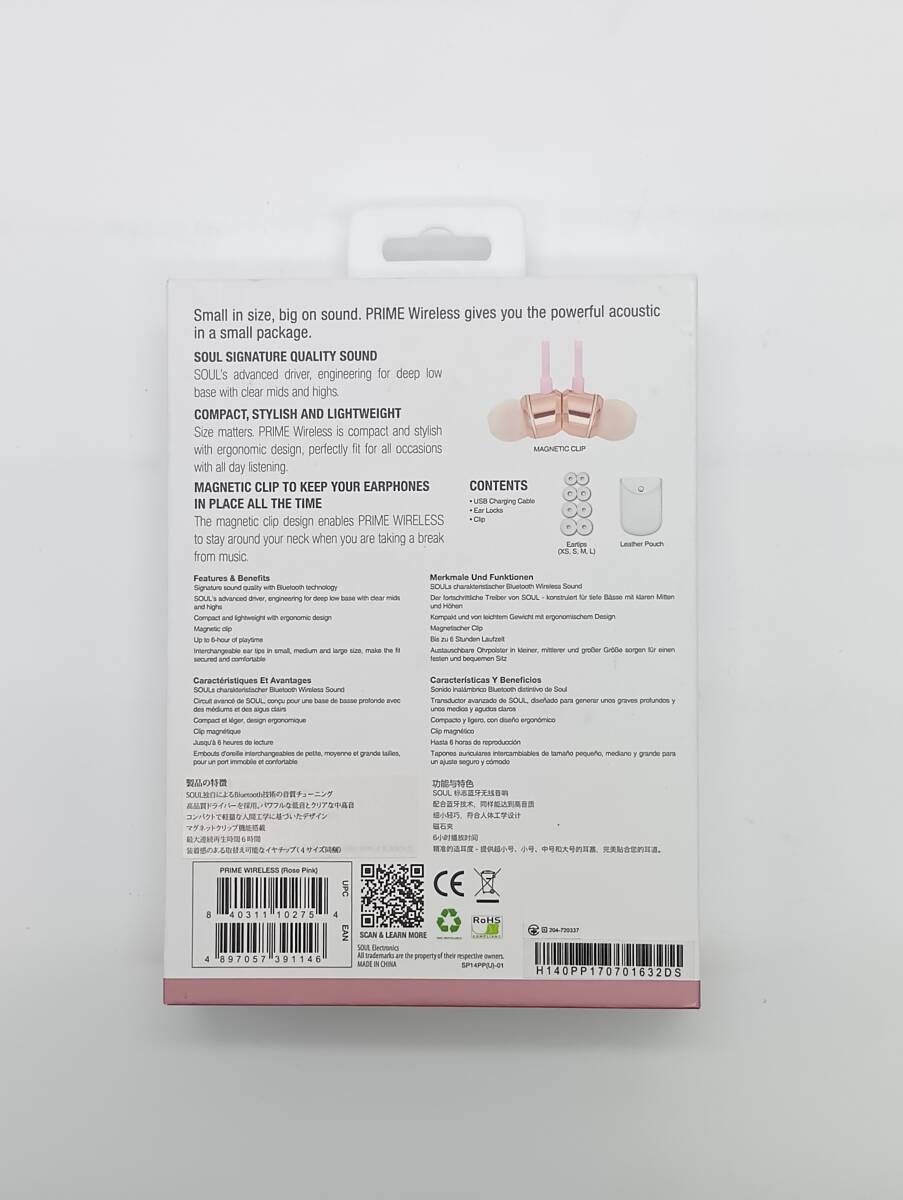 Small in size, big on sound. PRIME Wireless gives you the powerful acoustic
in a small package.
SOUL SIGNATURE QUALITY SOUND
SOUL's advanced driver, engineering for deep low
base with clear mids and highs.
COMPACT, STYLISH AND LIGHTWEIGHT
Size matters. PRIME Wireless is compact and stylish
with ergonomic design, perfectly fit for all occasions
with all day listening.
MAGNETIC CLIP TO KEEP YOUR EARPHONES
IN PLACE ALL THE TIME
The magnetic clip design enables PRIME WIRELESS
to stay around your neck when you are taking a break
from music.
MAGNETIC CLIP
CONTENTS
• USB Charging Cable
• Ear Locks
• Clip
Eartips
(XS, S, M, L)
Leather Pouch
Features & Benefits
Signature sound quality with Bluetooth technology
SOUL's advanced driver, engineering for deep low base with clear mids
and highs
Compact and lightweight with ergonomic design
Magnetic clip
Up to 6-hour of playtime
Interchangeable ear tips in small, medium and large size, make the fit
secured and comfortable
Merkmale Und Funktionen
SOULs charakteristischer Bluetooth Wireless Sound
Der fortschrittliche Treiber von SOUL - konstruiert für tiefe Bässe mit klaren Mitten
und Höhen
Kompakt und von leichtem Gewicht mit ergonomischem Design
Magnetischer Clip
Bis zu 6 Stunden Laufzeit
Austauschbare Ohrpolster in kleiner, mittlerer und großer Größe sorgen für einen
festen und bequemen Sitz
Caractéristiques Et Avantages
SOULs charakteristischer Bluetooth Wireless Sound
Circuit avancé de SOUL, conçu pour une base de basse profonde avec
des médiums et des aigus clairs
Compact et léger, design ergonomique
Clip magnétique
Jusqu'à 6 heures de lecture
Embouts d'oreille interchangeables de petite, moyenne et grande tailles,
pour un port immobile et confortable
Características Y Beneficios
Sonido inalámbrico Bluetooth distintivo de Soul
Transductor avanzado de SOUL, diseñado para generar unos graves profundos y
unos medios y agudos claros
Compacto y ligero, con diseño ergonómico
Clip magnético
Hasta 6 horas de reproducción
Tapones auriculares intercambiables de tamaño pequeño, mediano y grande para
un ajuste seguro y cómodo
製品の特徴
SOUL独自によるBluetooth技術の音質チューニング
高品質ドライバーを採用。パワフルな低音とクリアな中高音
コンパクトで軽量な人間工学に基づいたデザイン
マグネットクリップ機能搭載
最大連続再生時間6時間
装着感のある取替え可能なイヤチップ（4サイズ同梱）
功能与特色
SOUL 标志蓝牙无线音响
配合蓝牙技术，同样能达到高音质
细小轻巧，符合人体工学设计
磁石夹
6小时播放时间
精准的适耳度 - 提供超小号、小号、中号和大号的耳塞，完美贴合您的耳道。
PRIME WIRELESS (Rose Pink)
UPC
8 40311 10275 4
EAN
4 897057 391146
SCAN & LEARN MORE
SOUL Electronics
All trademarks are the property of their respective owners.
MADE IN CHINA
SP14PP(U)-01
CE
RoHS
COMPLIANT
204-720337
H140PP170701632DS